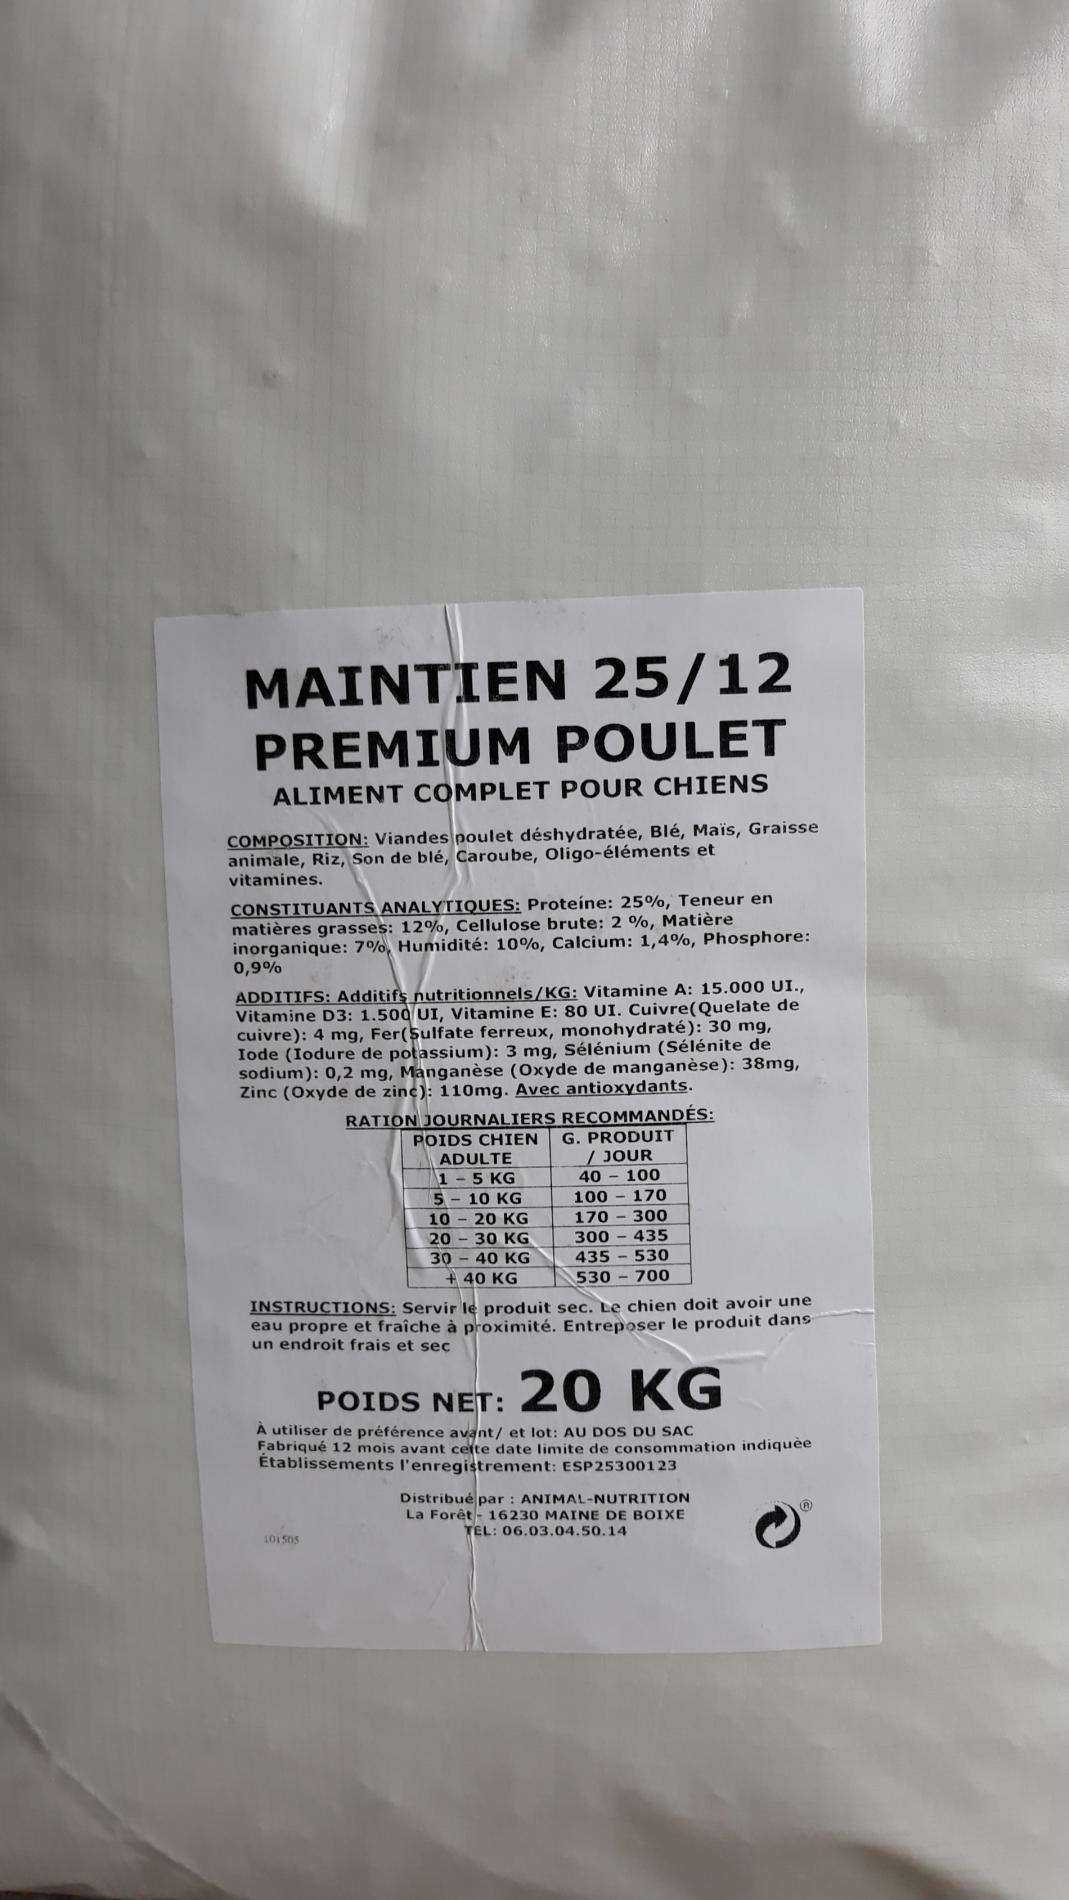 MAINTIEN 25/12
PREMIUM POULET
ALIMENT COMPLET POUR CHIENS
COMPOSITION: Viandes poulet déshydratée, Blé, Maïs, Graisse
animale, Riz, Son de blé, Caroube, Oligo-éléments et
vitamines.
CONSTITUANTS ANALYTIQUES: Proteíne: 25%, Teneur en
matières grasses: 12%, Cellulose brute: 2 %, Matière
inorganique: 7%, Humidité: 10%, Calcium: 1,4%, Phosphore:
0,9%
ADDITIFS: Additifs nutritionnels/KG: Vitamine A: 15.000 UI.,
Vitamine D3: 1.500 UI, Vitamine E: 80 UI. Cuivre(Quelate de
cuivre): 4 mg, Fer(Sulfate ferreux, monohydraté): 30 mg,
Iode (Iodure de potassium): 3 mg, Sélénium (Sélénite de
sodium): 0,2 mg, Manganèse (Oxyde de manganèse): 38mg,
Zinc (Oxyde de zinc): 110mg. Avec antioxydants.
RATION JOURNALIERS RECOMMANDÉS:
POIDS CHIEN ADULTE G. PRODUIT / JOUR
1 – 5 KG 40 – 100
5 – 10 KG 100 – 170
10 – 20 KG 170 – 300
20 – 30 KG 300 – 435
30 – 40 KG 435 – 530
+ 40 KG 530 – 700
INSTRUCTIONS: Servir le produit sec. Le chien doit avoir une
eau propre et fraîche à proximité. Entreposer le produit dans
un endroit frais et sec
POIDS NET: 20 KG
À utiliser de préférence avant/ et lot: AU DOS DU SAC
Fabriqué 12 mois avant cette date limite de consommation indiquèe
Établissements l'enregistrement: ESP25300123
Distribué par : ANIMAL-NUTRITION
La Forêt - 16230 MAINE DE BOIXE
TEL: 06.03.04.50.14
101505
®